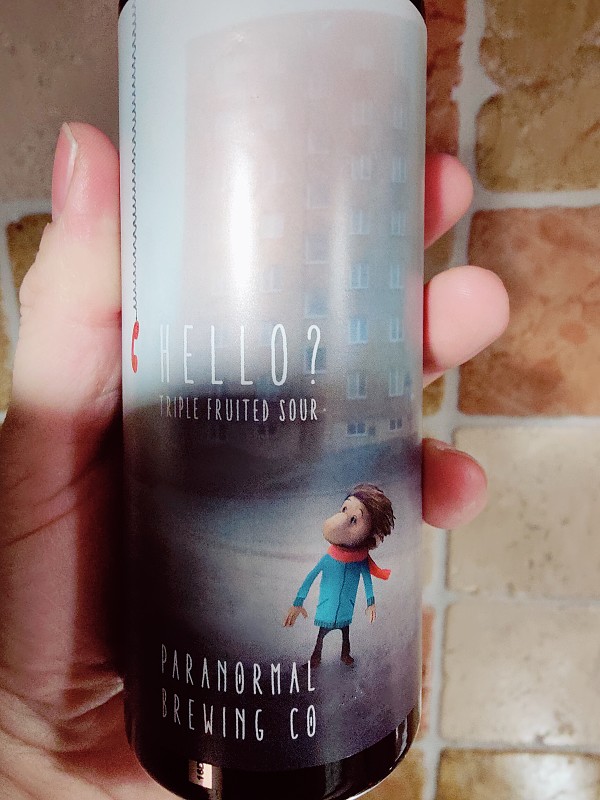 HELLO?
TRIPLE FRUITED SOUR
PARANORMAL
BREWING CO